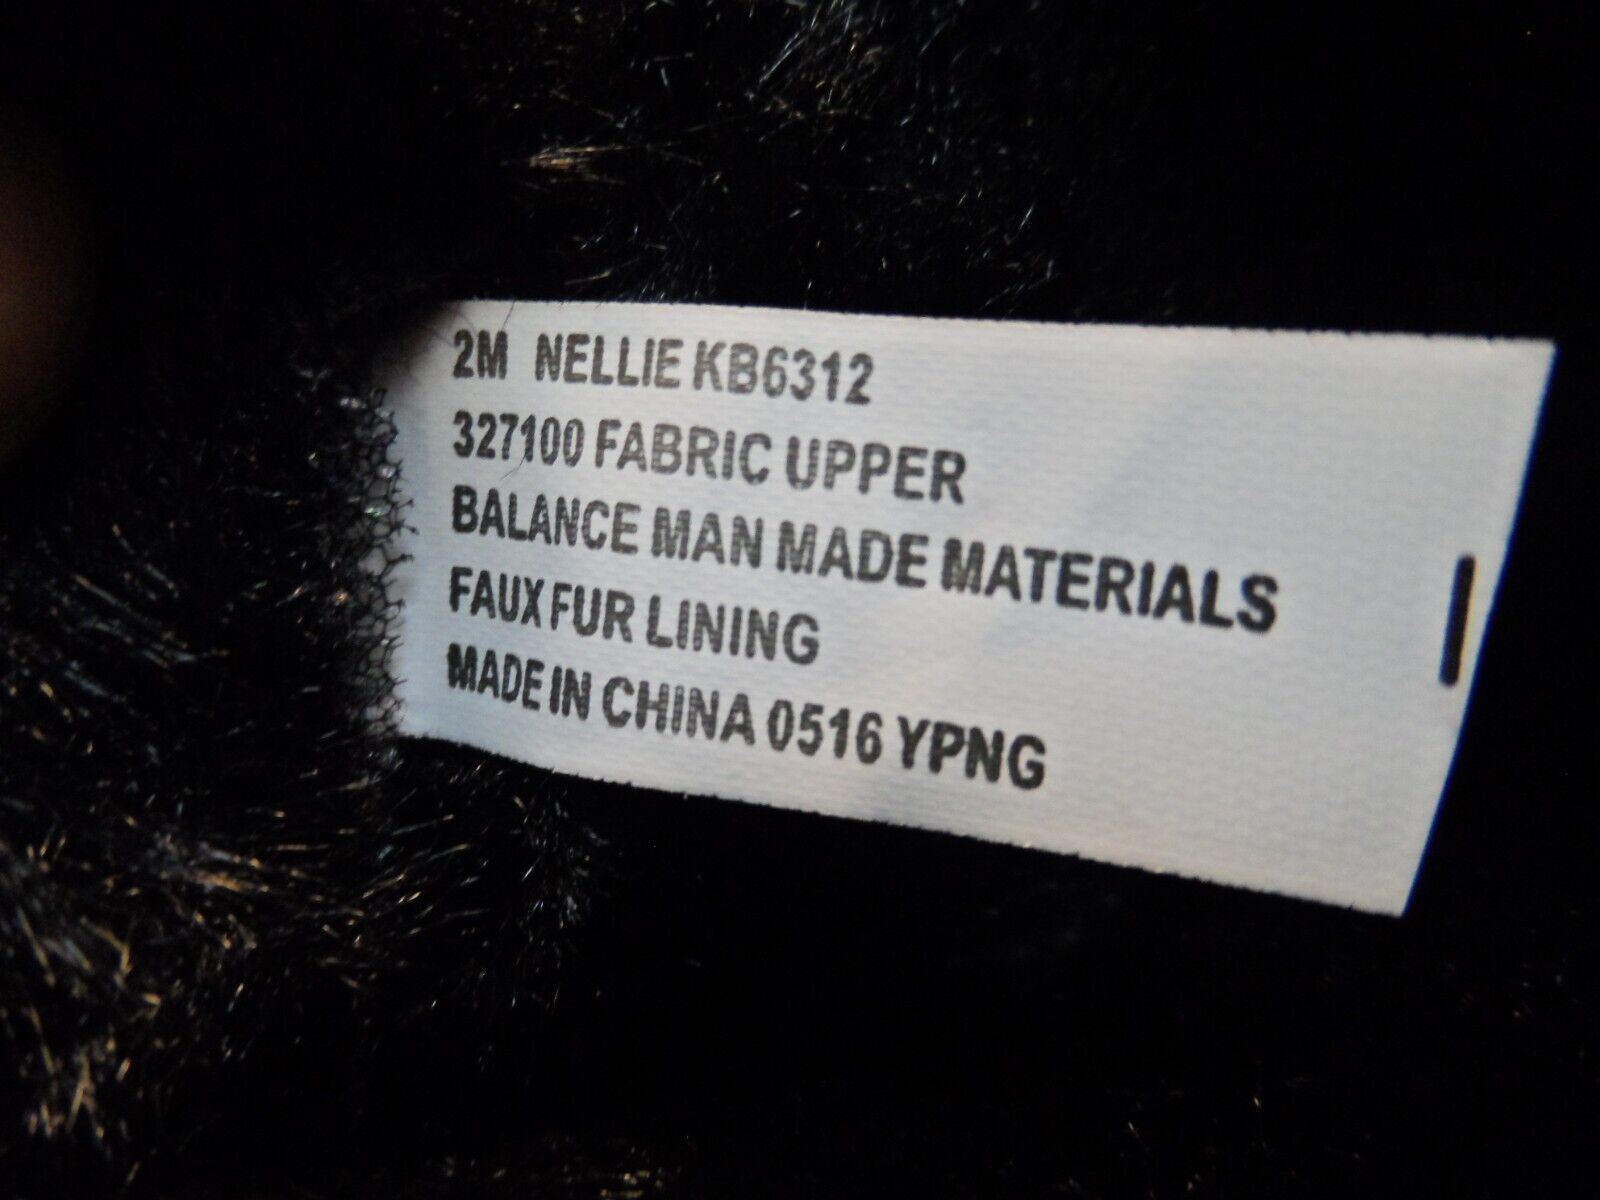 2M NELLIE KB6312
327100 FABRIC UPPER
BALANCE MAN MADE MATERIALS
FAUX FUR LINING
MADE IN CHINA 0516 YPNG